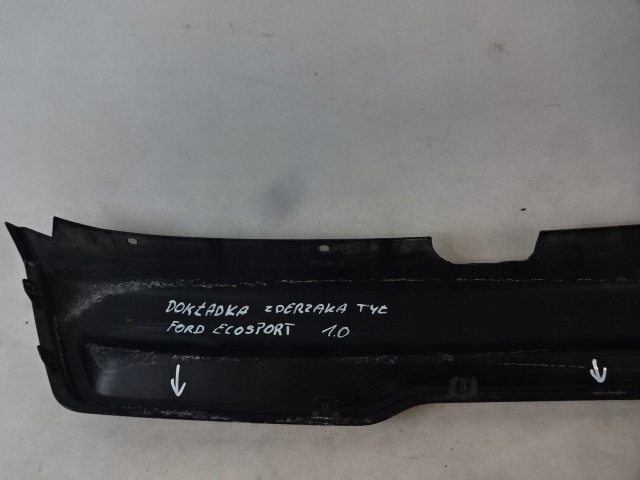 DOKŁADKA ZDERZAKA TYŁ
FORD ECOSPORT 1.0